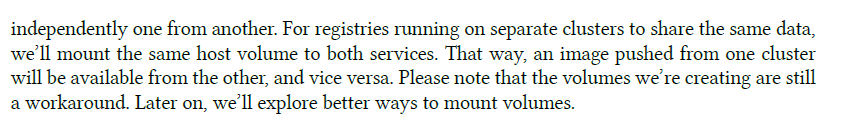 independently one from another. For registries running on separate clusters to share the same data,
we’ll mount the same host volume to both services. That way, an image pushed from one cluster
will be available from the other, and vice versa. Please note that the volumes we’re creating are still
a workaround. Later on, we’ll explore better ways to mount volumes.